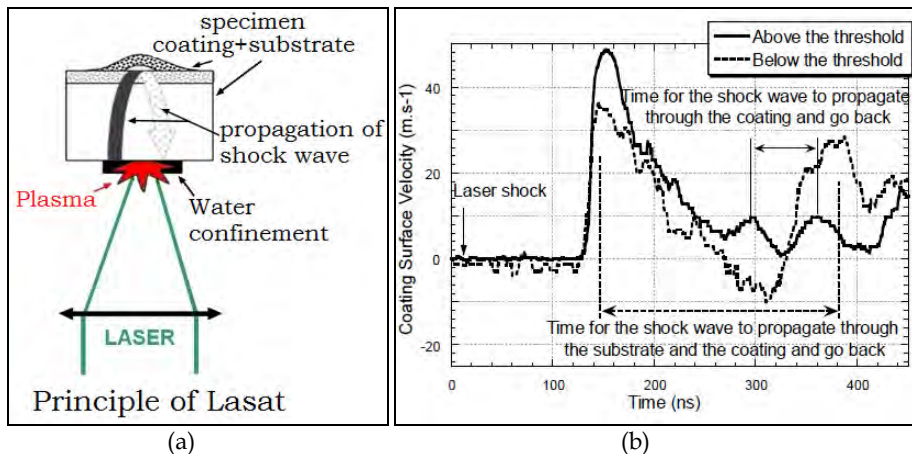 specimen
coating+substrate
propagation of
shock wave
Plasma
Water
confinement
LASER
Principle of Lasat
(a)
Above the threshold
Below the threshold
Time for the shock wave to propagate
through the coating and go back
Laser shock
Time for the shock wave to propagate through
the substrate and the coating and go back
Coating Surface Velocity (m.s-1)
40
20
0
-20
0
100
200
300
400
Time (ns)
(b)